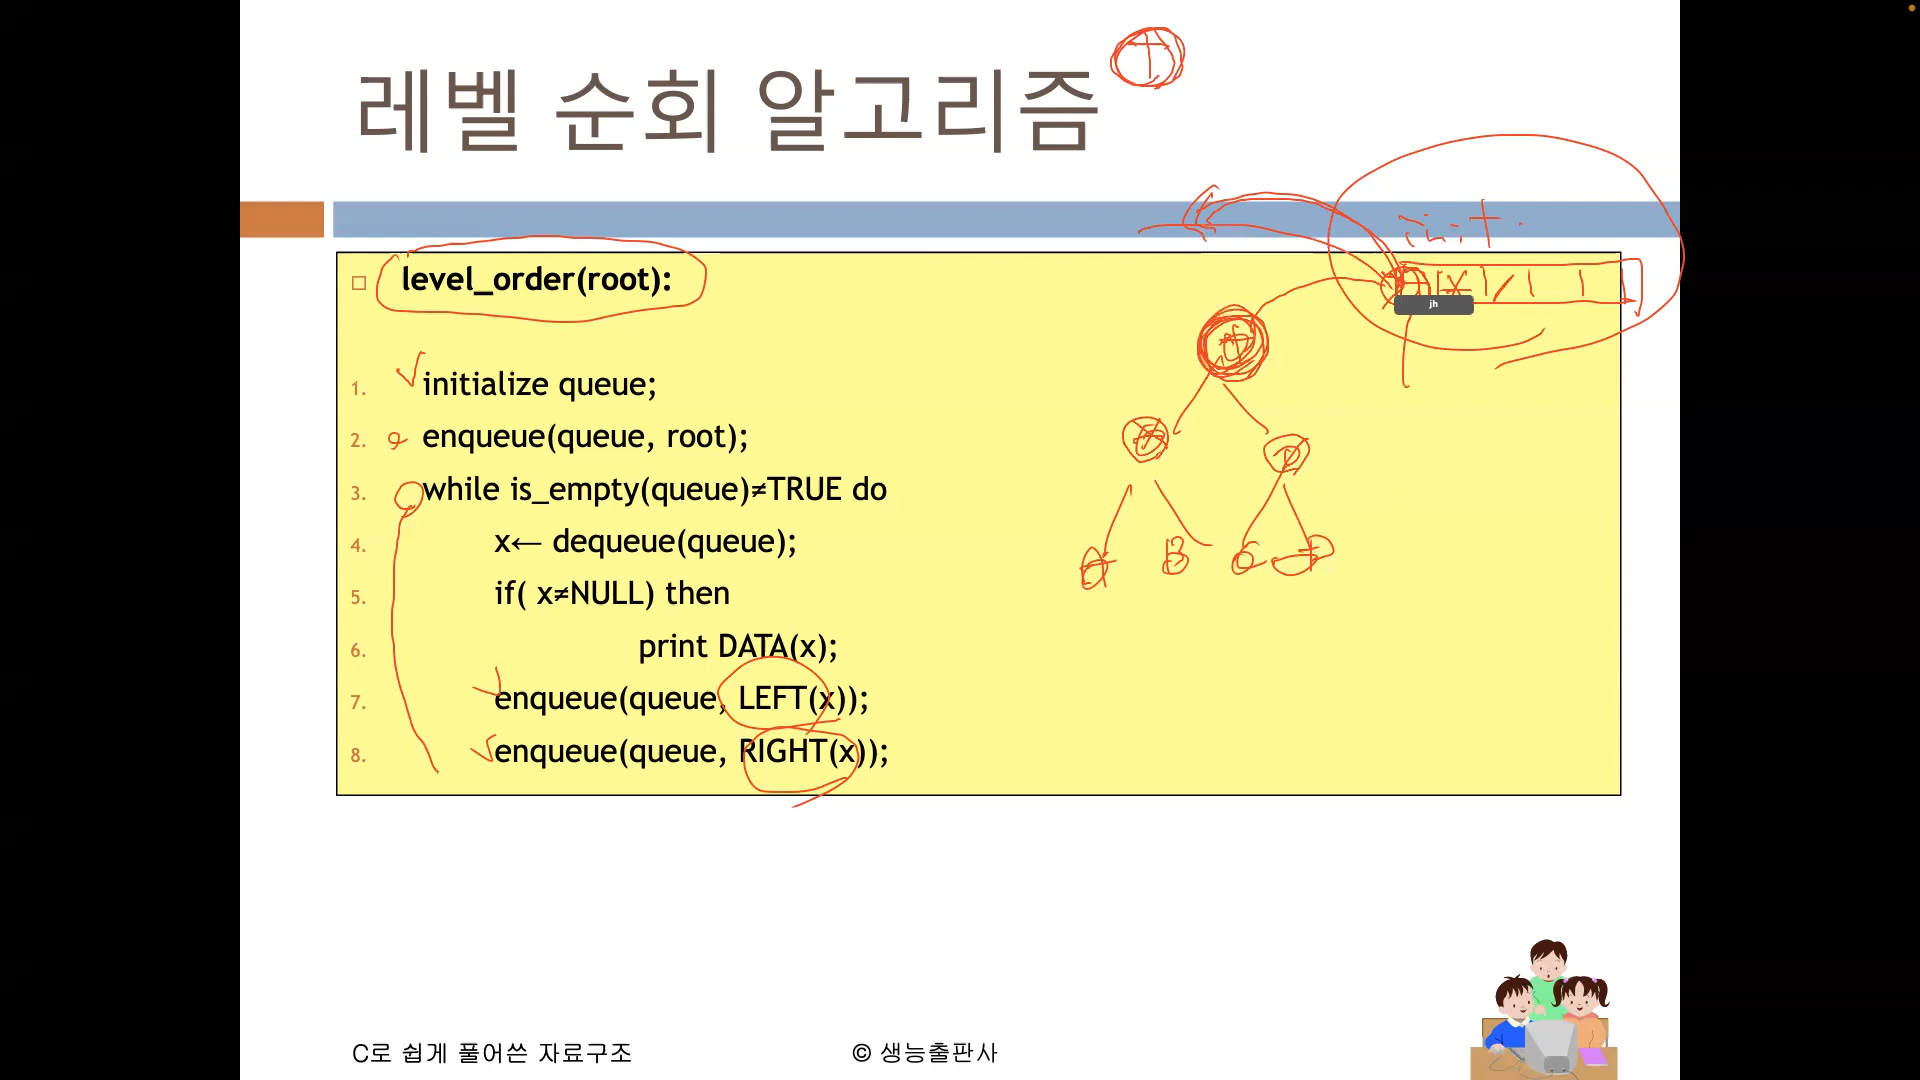 레벨 순회 알고리즘
+
init.
level_order(root):
+ * /
jh
+
1. initialize queue;
2. enqueue(queue, root);
3. while is_empty(queue)≠TRUE do
4. x← dequeue(queue);
A B C D
5. if( x≠NULL) then
6. print DATA(x);
7. enqueue(queue, LEFT(x));
8. enqueue(queue, RIGHT(x));
C로 쉽게 풀어쓴 자료구조
© 생능출판사